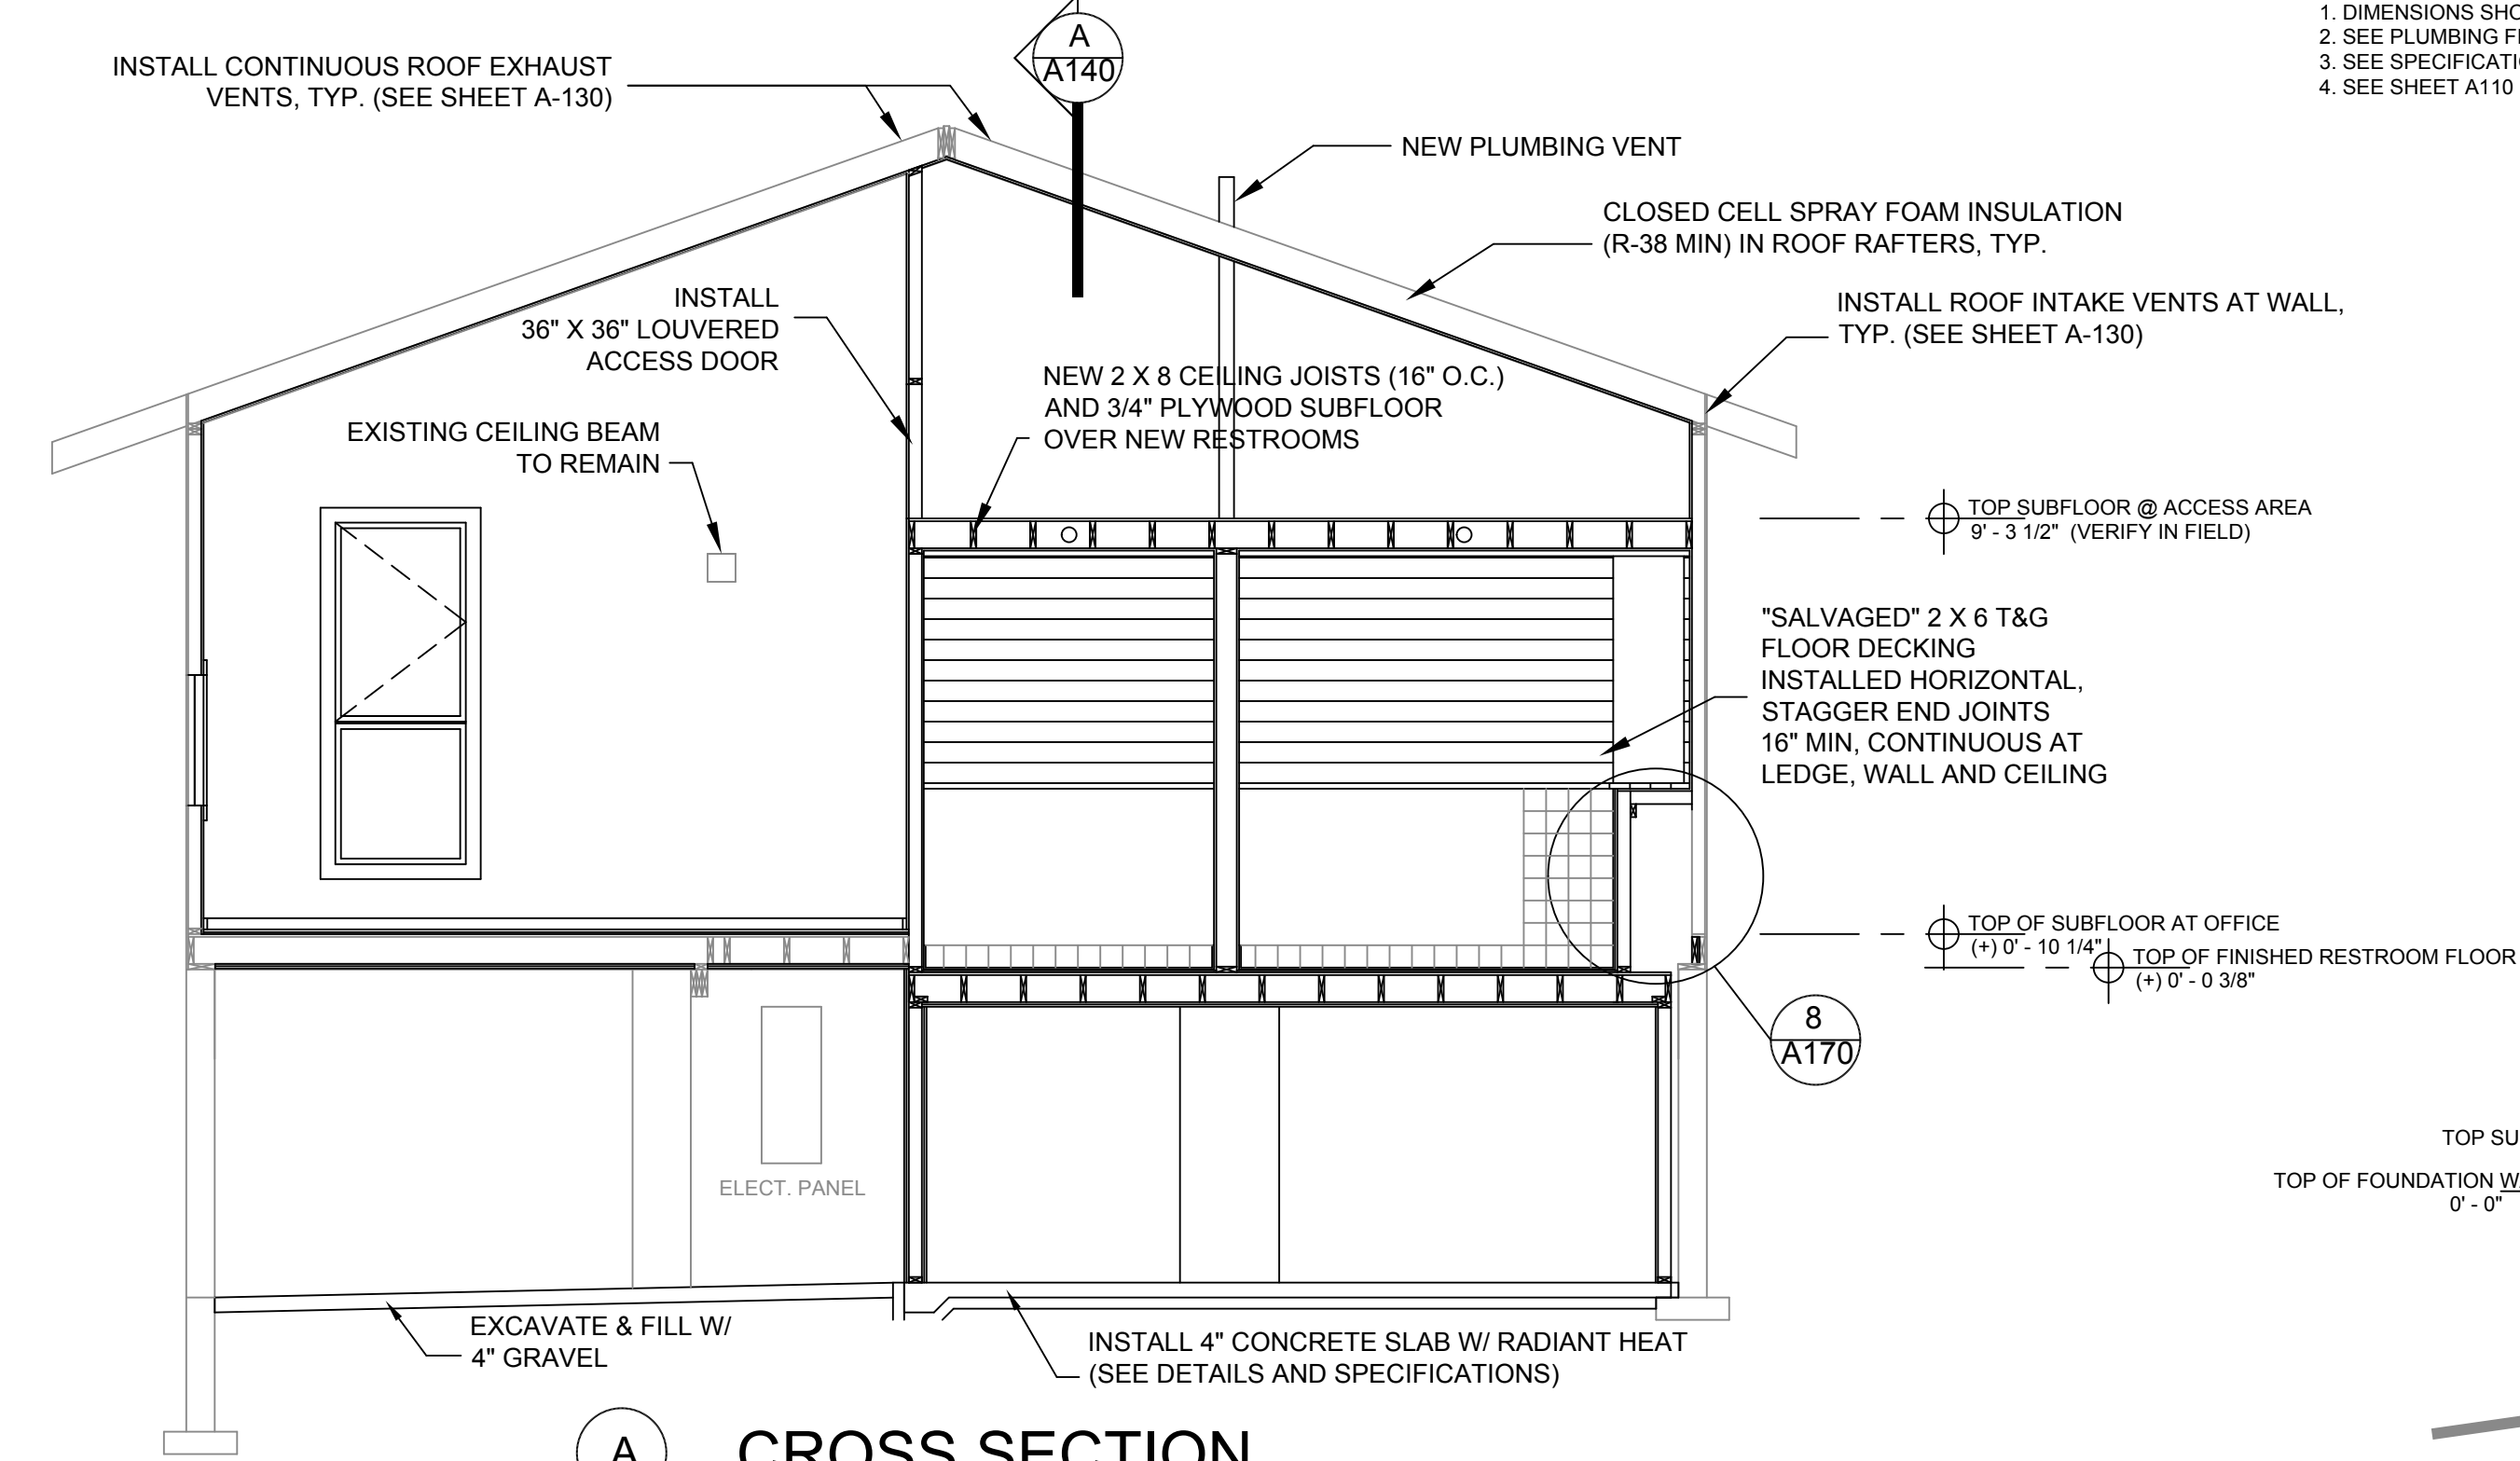 A
A140
1. DIMENSIONS
2. SEE PLUMBING
3. SEE
4. SEE SHEET A110
INSTALL CONTINUOUS ROOF EXHAUST
VENTS, TYP. (SEE SHEET A-130)
NEW PLUMBING VENT
CLOSED CELL SPRAY FOAM INSULATION
(R-38 MIN) IN ROOF RAFTERS, TYP.
INSTALL
36" X 36" LOUVERED
ACCESS DOOR
INSTALL ROOF INTAKE VENTS AT WALL,
TYP. (SEE SHEET A-130)
NEW 2 X 8 CEILING JOISTS (16" O.C.)
AND 3/4" PLYWOOD SUBFLOOR
OVER NEW RESTROOMS
EXISTING CEILING BEAM
TO REMAIN
TOP SUBFLOOR @ ACCESS AREA
9' - 3 1/2" (VERIFY IN FIELD)
"SALVAGED" 2 X 6 T&G
FLOOR DECKING
INSTALLED HORIZONTAL,
STAGGER END JOINTS
16" MIN, CONTINUOUS AT
LEDGE, WALL AND CEILING
TOP OF SUBFLOOR AT OFFICE
(+) 0' - 10 1/4"
TOP OF FINISHED RESTROOM FLOOR
(+) 0' - 0 3/8"
8
A170
ELECT. PANEL
TOP
TOP OF FOUNDATION
0' - 0"
EXCAVATE & FILL W/
4" GRAVEL
INSTALL 4" CONCRETE SLAB W/ RADIANT HEAT
(SEE DETAILS AND SPECIFICATIONS)
A
CROSS SECTION